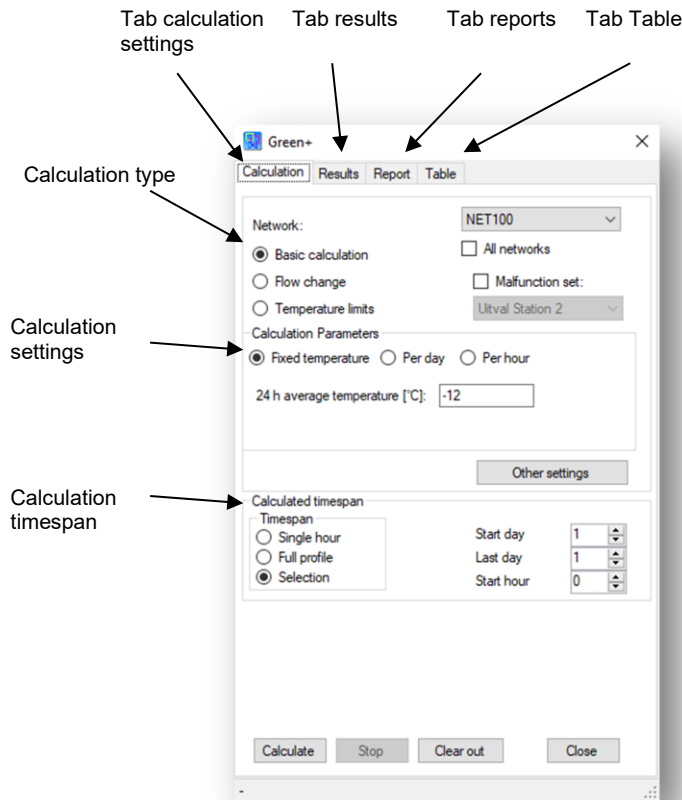 Tab calculation settings
Tab results
Tab reports
Tab Table
Green+
Calculation Results Report Table
Calculation type
Network:
NET100
Basic calculation
All networks
Flow change
Malfunction set:
Temperature limits
Uitval Station 2
Calculation settings
Calculation Parameters
Fixed temperature Per day Per hour
24 h average temperature [°C]: -12
Other settings
Calculation timespan
Calculated timespan
Timespan
Single hour
Full profile
Selection
Start day 1
Last day 1
Start hour 0
Calculate Stop Clear out Close
-